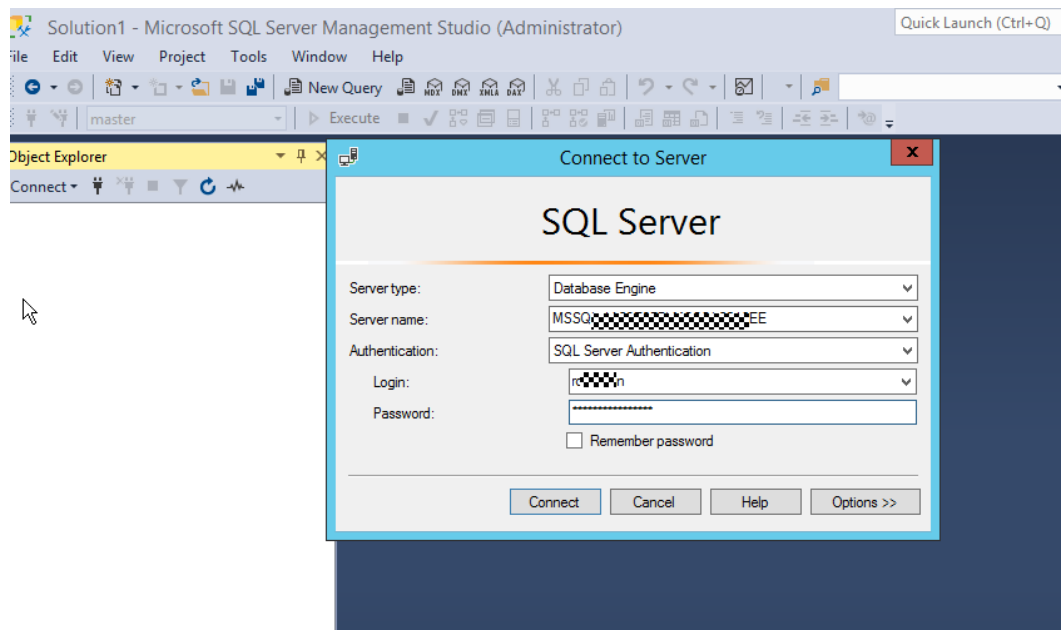 Solution1 - Microsoft SQL Server Management Studio (Administrator)
Quick Launch (Ctrl+Q)
File Edit View Project Tools Window Help
New Query MDX DMX XMLA DAX
master Execute
Object Explorer
Connect
Connect to Server
x
SQL Server
Server type: Database Engine
Server name: MSSQ EE
Authentication: SQL Server Authentication
Login:
Password: ****************
Remember password
Connect Cancel Help Options >>